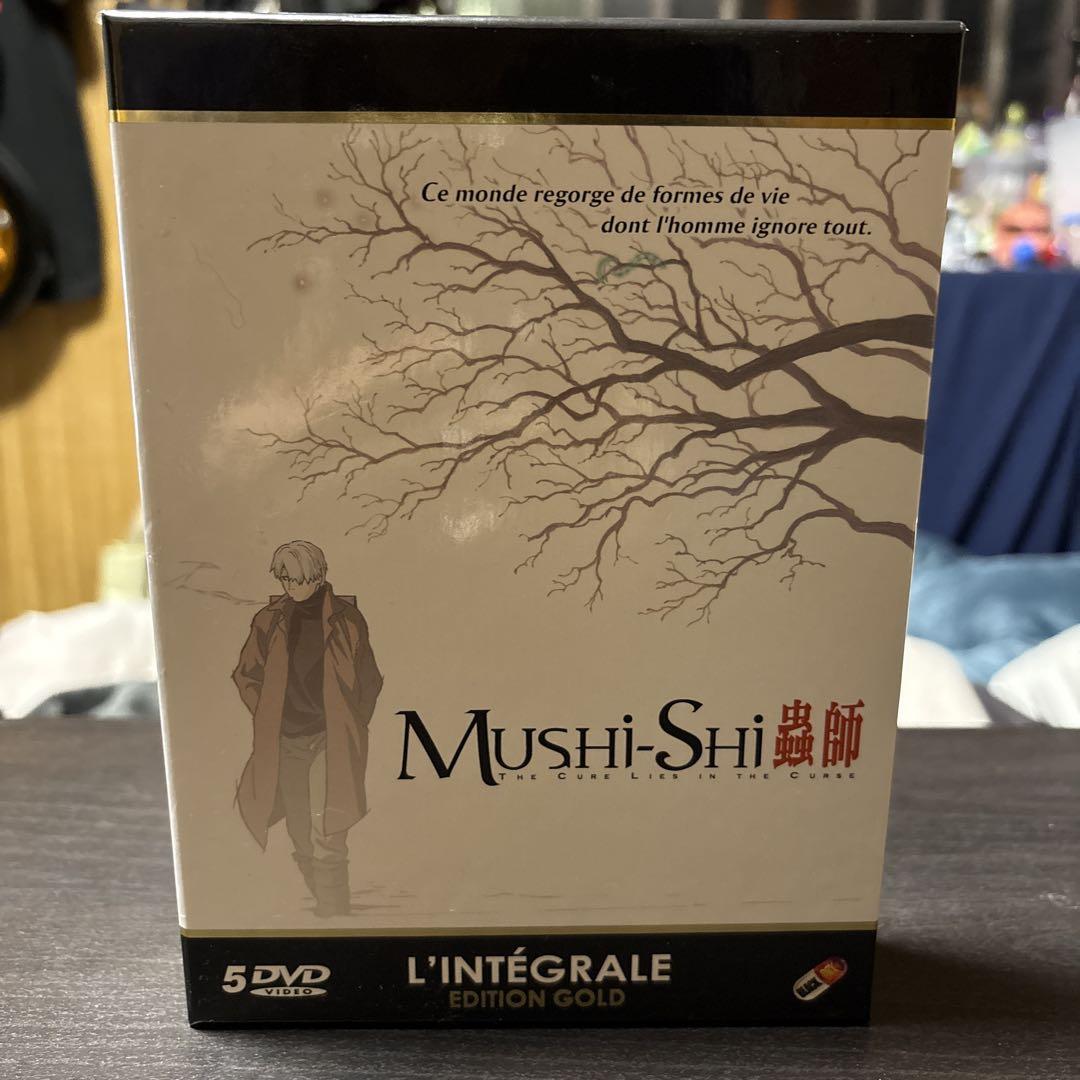 Ce monde regorge de formes de vie
dont l'homme ignore tout.
MUSHi-SHi 蟲師
THE CURE LIES IN THE CURSE
5 DVD
VIDEO
L'INTÉGRALE
EDITION GOLD
BLACK